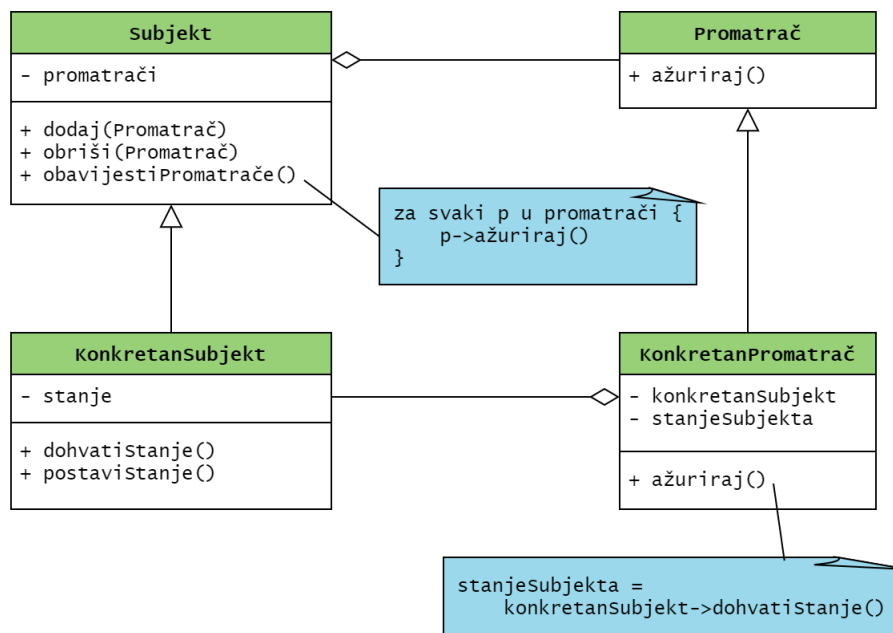 Subjekt
- promatrači
+ dodaj(Promatrač)
+ obriši(Promatrač)
+ obavijestiPromatrače()
Promatrač
+ ažuriraj()
za svaki p u promatrači {
p->ažuriraj()
}
KonkretanSubjekt
- stanje
+ dohvatiStanje()
+ postaviStanje()
KonkretanPromatrač
- konkretanSubjekt
- stanjeSubjekta
+ ažuriraj()
stanjeSubjekta =
konkretanSubjekt->dohvatiStanje()